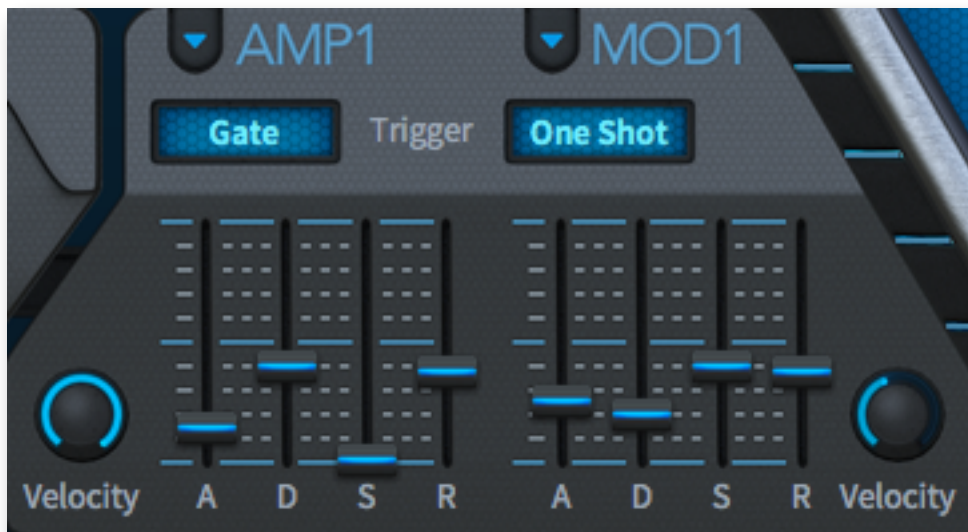 AMP1 MOD1
Gate Trigger One Shot
Velocity A D S R A D S R Velocity